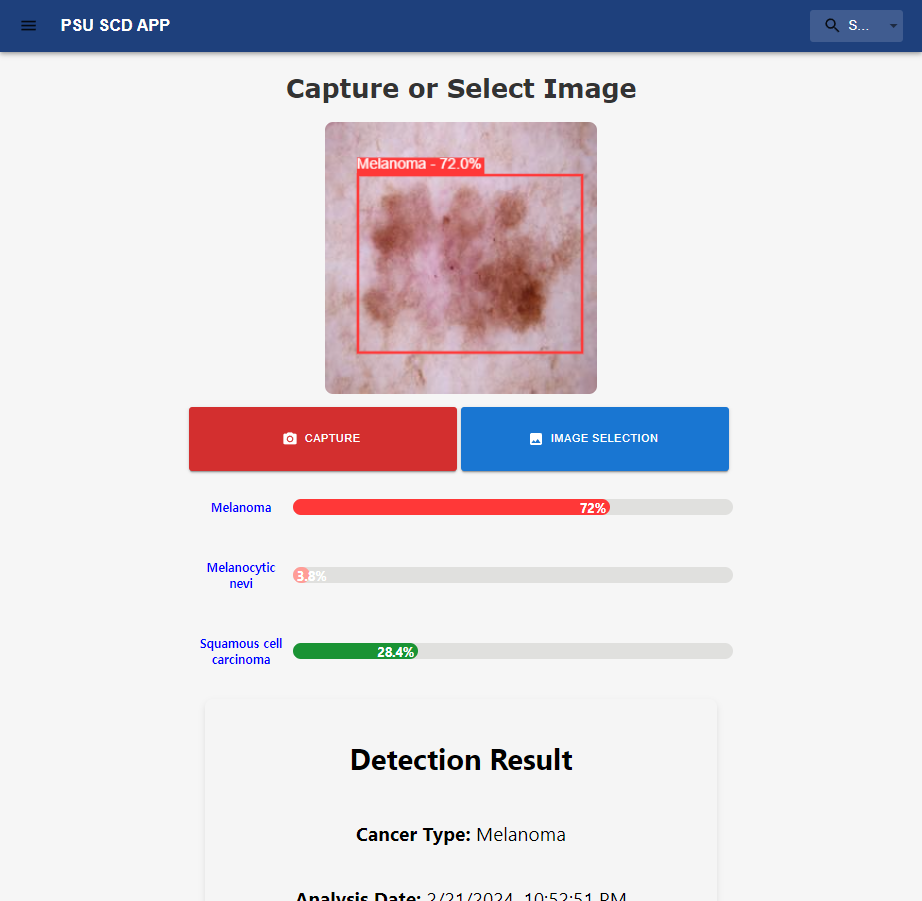 PSU SCD APP
S...
Capture or Select Image
Melanoma - 72.0%
CAPTURE
IMAGE SELECTION
Melanoma
72%
Melanocytic
nevi
3.8%
Squamous cell
carcinoma
28.4%
Detection Result
Cancer Type: Melanoma
Analysis Date: 2/21/2024, 10:52:51 PM